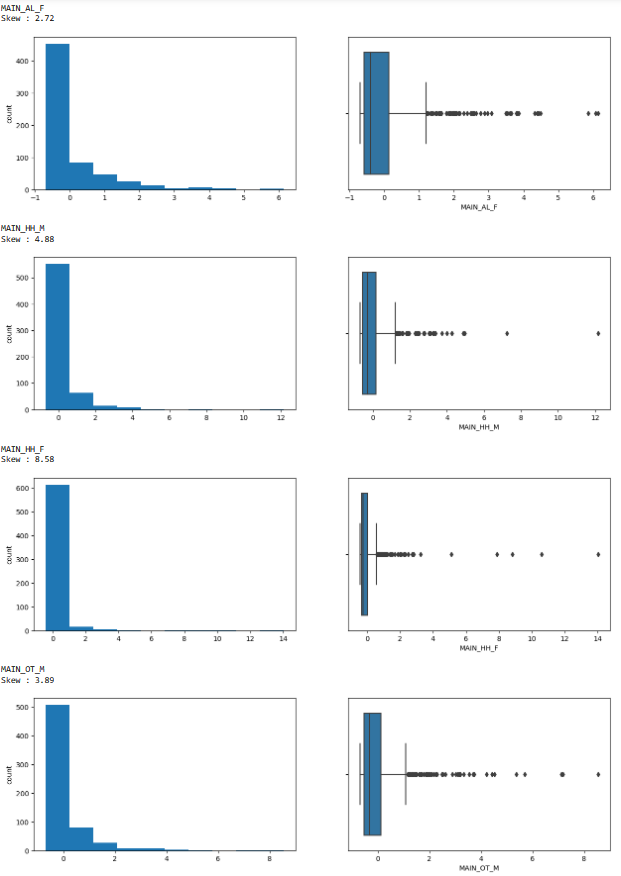 MAIN_AL_F
Skew : 2.72
400
300
200
100
0
count
−1 0 1 2 3 4 5 6
−1 0 1 2 3 4 5 6
MAIN_AL_F
MAIN_HH_M
Skew : 4.88
500
400
300
200
100
0
count
0 2 4 6 8 10 12
0 2 4 6 8 10 12
MAIN_HH_M
MAIN_HH_F
Skew : 8.58
600
500
400
300
200
100
0
count
0 2 4 6 8 10 12 14
0 2 4 6 8 10 12 14
MAIN_HH_F
MAIN_OT_M
Skew : 3.89
500
400
300
200
100
0
count
0 2 4 6 8
0 2 4 6 8
MAIN_OT_M